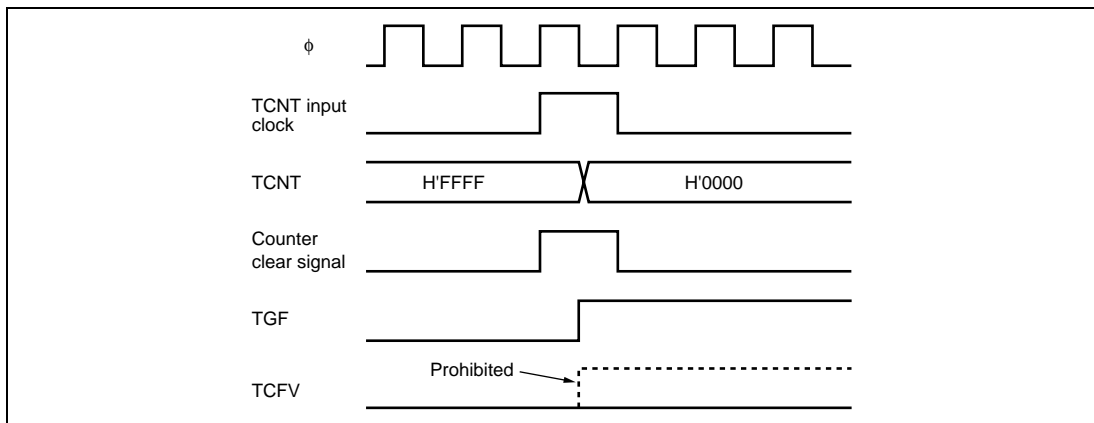 ϕ
TCNT input
clock
TCNT
H'FFFF
H'0000
Counter
clear signal
TGF
Prohibited
TCFV